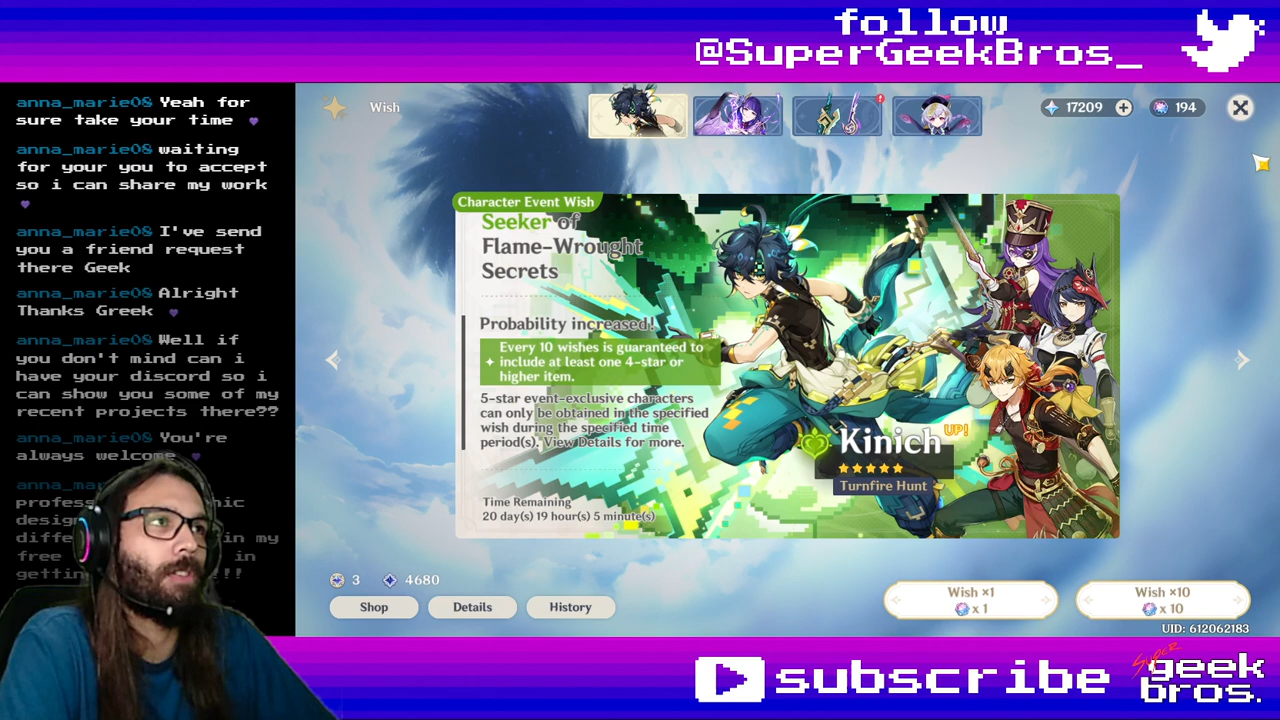 follow
@SuperGeekBros_
anna_marie08 Yeah for
sure take your time
anna_marie08 waiting
for your you to accept
so i can share my work
anna_marie08 I've send
you a friend request
there Geek
anna_marie08 Alright
Thanks Greek
anna_marie08 Well if
you don't mind can i
have your discord so i
can show you some of my
recent projects there??
anna_marie08 You're
always welcome
in my
free in
Wish
17209
194
Character Event Wish
Seeker of
Flame-Wrought
Secrets
Probability increased!
Every 10 wishes is guaranteed to
include at least one 4-star or
higher item.
5-star event-exclusive characters
can only be obtained in the specified
wish during the specified time
period(s). View Details for more.
Time Remaining
20 day(s) 19 hour(s) 5 minute(s)
Kinich UP!
Turnfire Hunt
3 4680
Shop Details History
Wish ×1
x 1
Wish ×10
x 10
UID: 612062183
subscribe
Super
geek
bros.